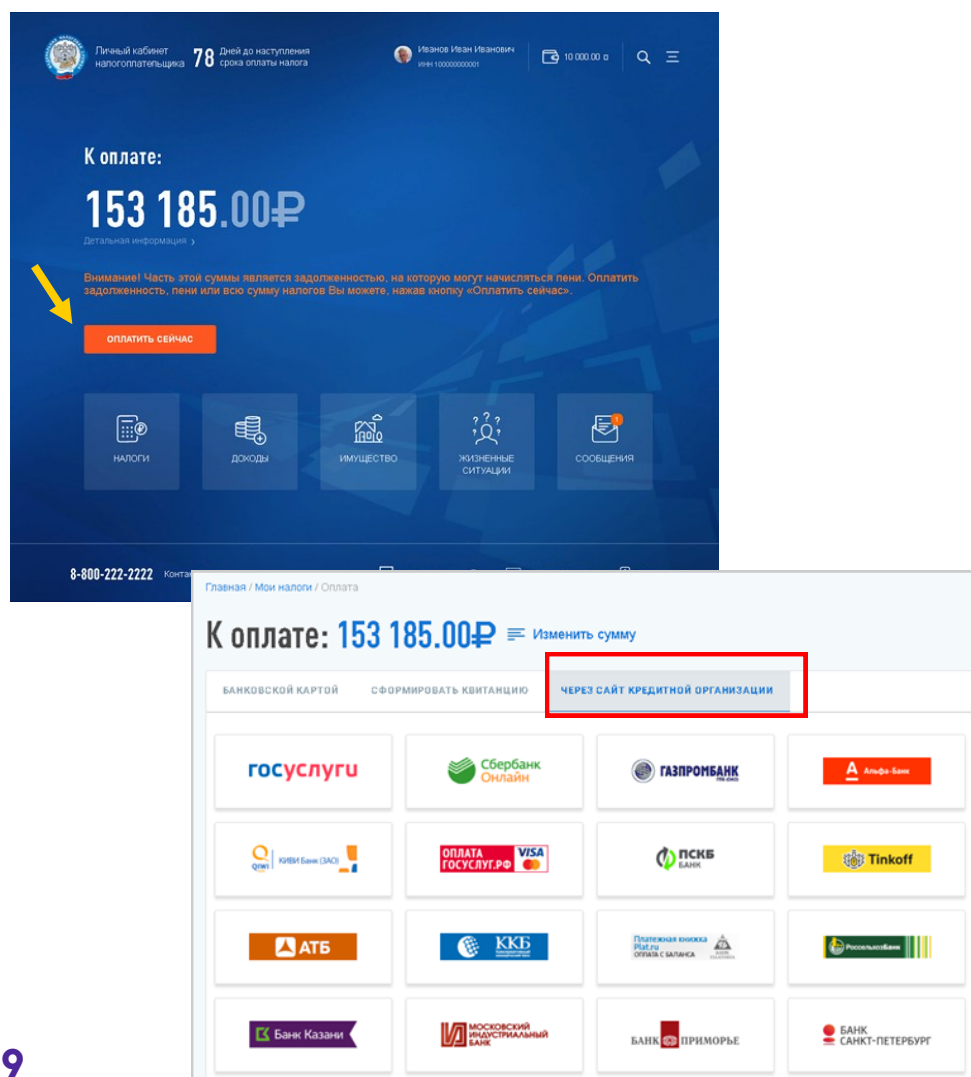 Личный кабинет
налогоплательщика
78 Дней до наступления
срока оплаты налога
Иванов Иван Иванович
ИНН 100000000001
10 000.00
К оплате:
153 185.00₽
Детальная информация ›
Внимание! Часть этой суммы является задолженностью, на которую могут начисляться пени. Оплатить
задолженность, пени или всю сумму налогов Вы можете, нажав кнопку «Оплатить сейчас».
ОПЛАТИТЬ СЕЙЧАС
НАЛОГИ
ДОХОДЫ
ИМУЩЕСТВО
ЖИЗНЕННЫЕ
СИТУАЦИИ
1
СООБЩЕНИЯ
8-800-222-2222
Главная / Мои налоги / Оплата
К оплате: 153 185.00₽ Изменить сумму
БАНКОВСКОЙ КАРТОЙ СФОРМИРОВАТЬ КВИТАНЦИЮ ЧЕРЕЗ САЙТ КРЕДИТНОЙ ОРГАНИЗАЦИИ
госуслуги
Сбербанк
Онлайн
ГАЗПРОМБАНК
Альфа-Банк
QIWI КИВИ Банк (ЗАО)
ОПЛАТА
ГОСУСЛУГ.РФ
VISA
ПСКБ
БАНК
Tinkoff
АТБ
ККБ
Платежная книжка
Plat.ru
ОПЛАТА С БАЛАНСА
РоссельхозБанк
Банк Казани
МОСКОВСКИЙ
ИНДУСТРИАЛЬНЫЙ
БАНК
БАНК ПРИМОРЬЕ
БАНК
САНКТ-ПЕТЕРБУРГ
9